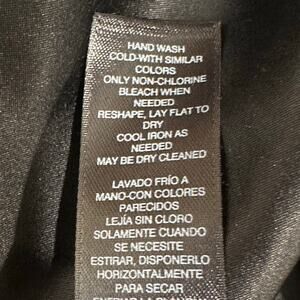 HAND WASH
COLD-WITH SIMILAR
COLORS
ONLY NON-CHLORINE
BLEACH WHEN
NEEDED
RESHAPE, LAY FLAT TO
DRY
COOL IRON AS
NEEDED
MAY BE DRY CLEANED
LAVADO FRÍO A
MANO-CON COLORES
PARECIDOS
LEJÍA SIN CLORO
SOLAMENTE CUANDO
SE NECESITE
ESTIRAR, DISPONERLO
HORIZONTALMENTE
PARA SECAR